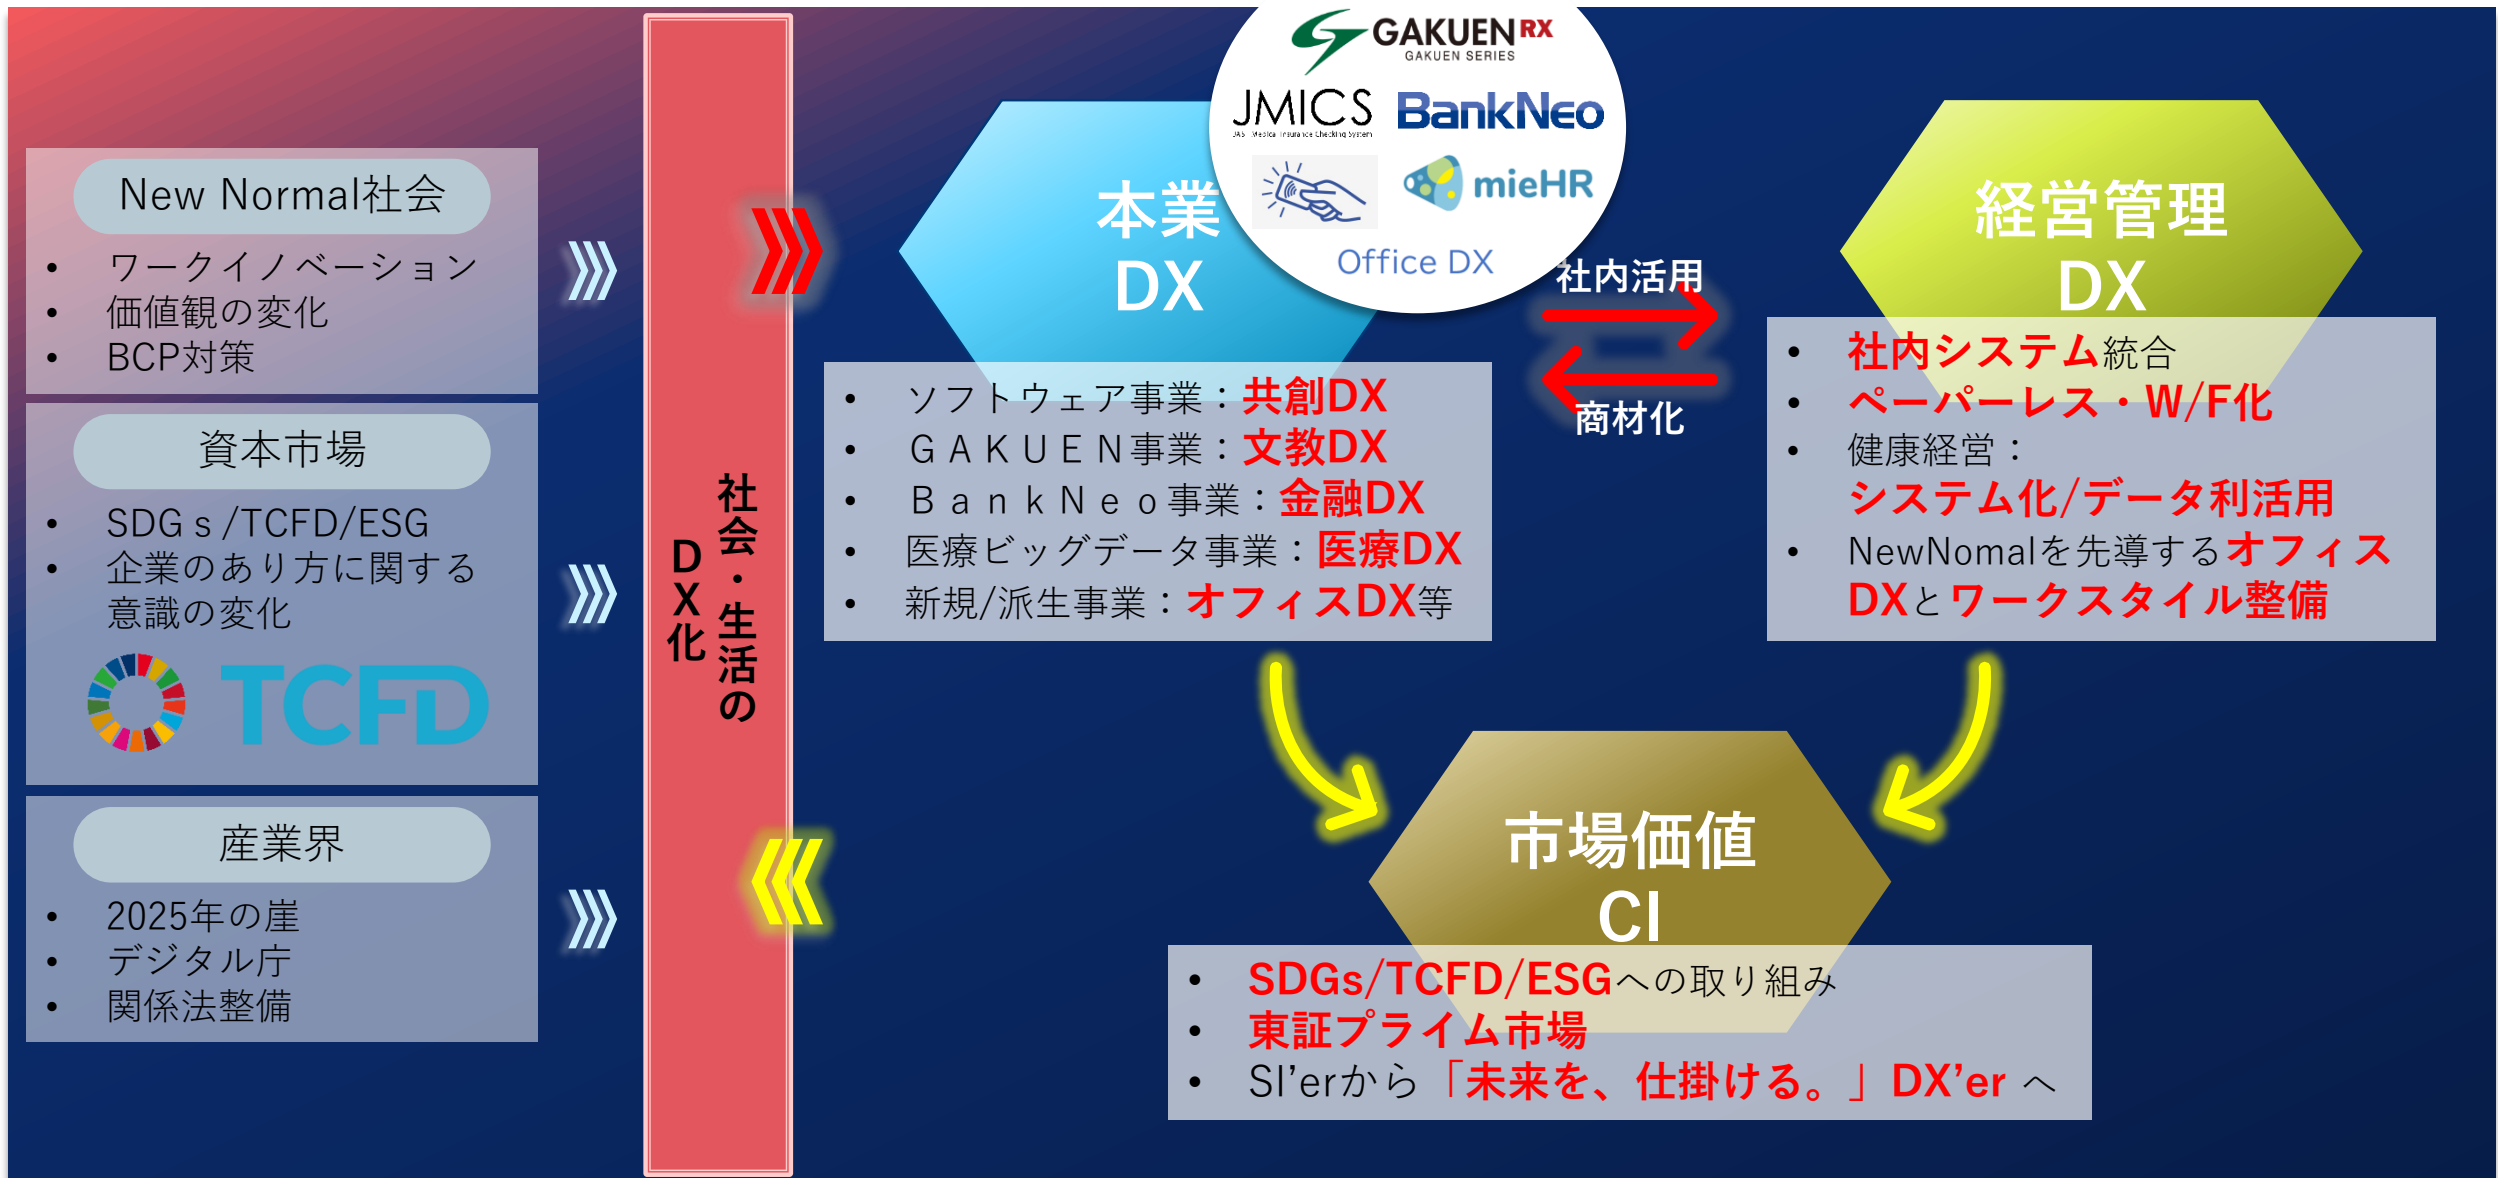 New Normal社会
• ワークイノベーション
• 価値観の変化
• BCP対策
資本市場
• SDGｓ/TCFD/ESG
• 企業のあり方に関する
意識の変化
TCFD
産業界
• 2025年の崖
• デジタル庁
• 関係法整備
社会・生活の
DX化
本業
DX
GAKUEN RX
GAKUEN SERIES
JMICS
JAST Medical Insurance Checking System
BankNeo
mieHR
Office DX
• ソフトウェア事業：共創DX
• ＧＡＫＵＥＮ事業：文教DX
• ＢａｎｋＮｅｏ事業：金融DX
• 医療ビッグデータ事業：医療DX
• 新規/派生事業：オフィスDX等
社内活用
商材化
経営管理
DX
• 社内システム統合
• ペーパーレス・W/F化
• 健康経営：
システム化/データ利活用
• NewNomalを先導するオフィス
DXとワークスタイル整備
市場価値
CI
• SDGs/TCFD/ESGへの取り組み
• 東証プライム市場
• SI’erから「未来を、仕掛ける。」DX’er へ